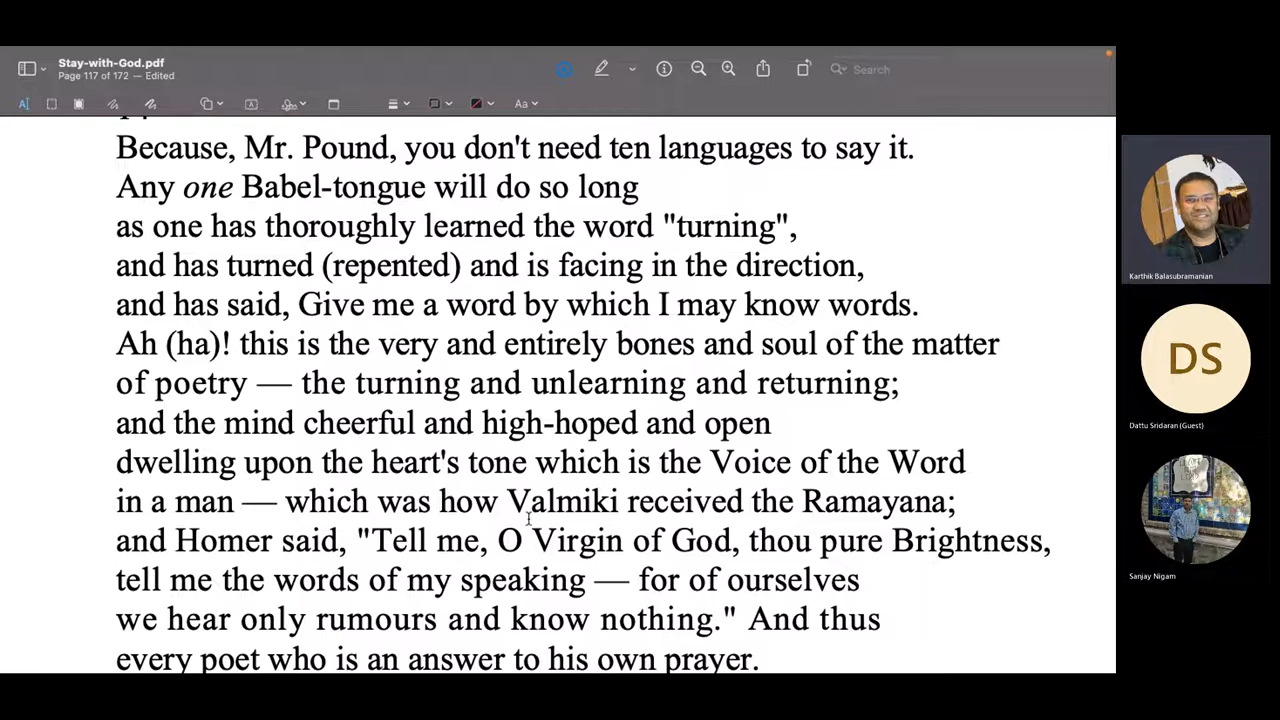 Stay-with-God.pdf
Page 117 of 172 — Edited
Search
Aa
Because, Mr. Pound, you don't need ten languages to say it.
Any one Babel-tongue will do so long
as one has thoroughly learned the word "turning",
and has turned (repented) and is facing in the direction,
and has said, Give me a word by which I may know words.
Ah (ha)! this is the very and entirely bones and soul of the matter
of poetry — the turning and unlearning and returning;
and the mind cheerful and high-hoped and open
dwelling upon the heart's tone which is the Voice of the Word
in a man — which was how Valmiki received the Ramayana;
and Homer said, "Tell me, O Virgin of God, thou pure Brightness,
tell me the words of my speaking — for of ourselves
we hear only rumours and know nothing." And thus
every poet who is an answer to his own prayer.
Karthik Balasubramanian
DS
Dattu Sridaran (Guest)
Sanjay Nigam